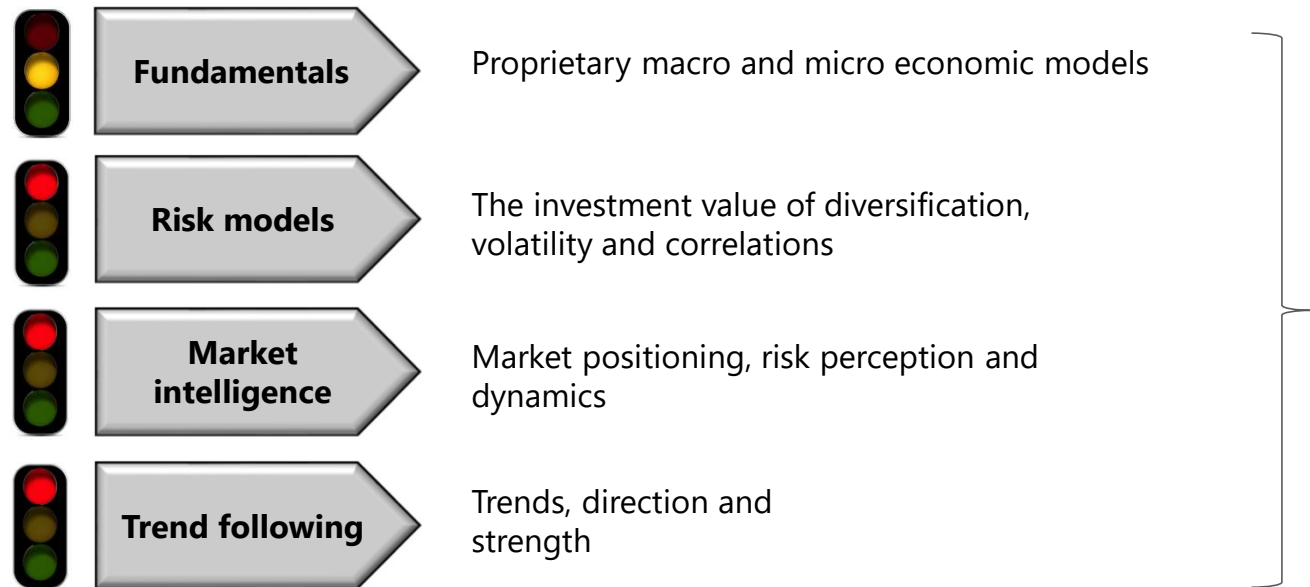 Fundamentals
Proprietary macro and micro economic models
Risk models
The investment value of diversification,
volatility and correlations
Market
intelligence
Market positioning, risk perception and
dynamics
Trend following
Trends, direction and
strength